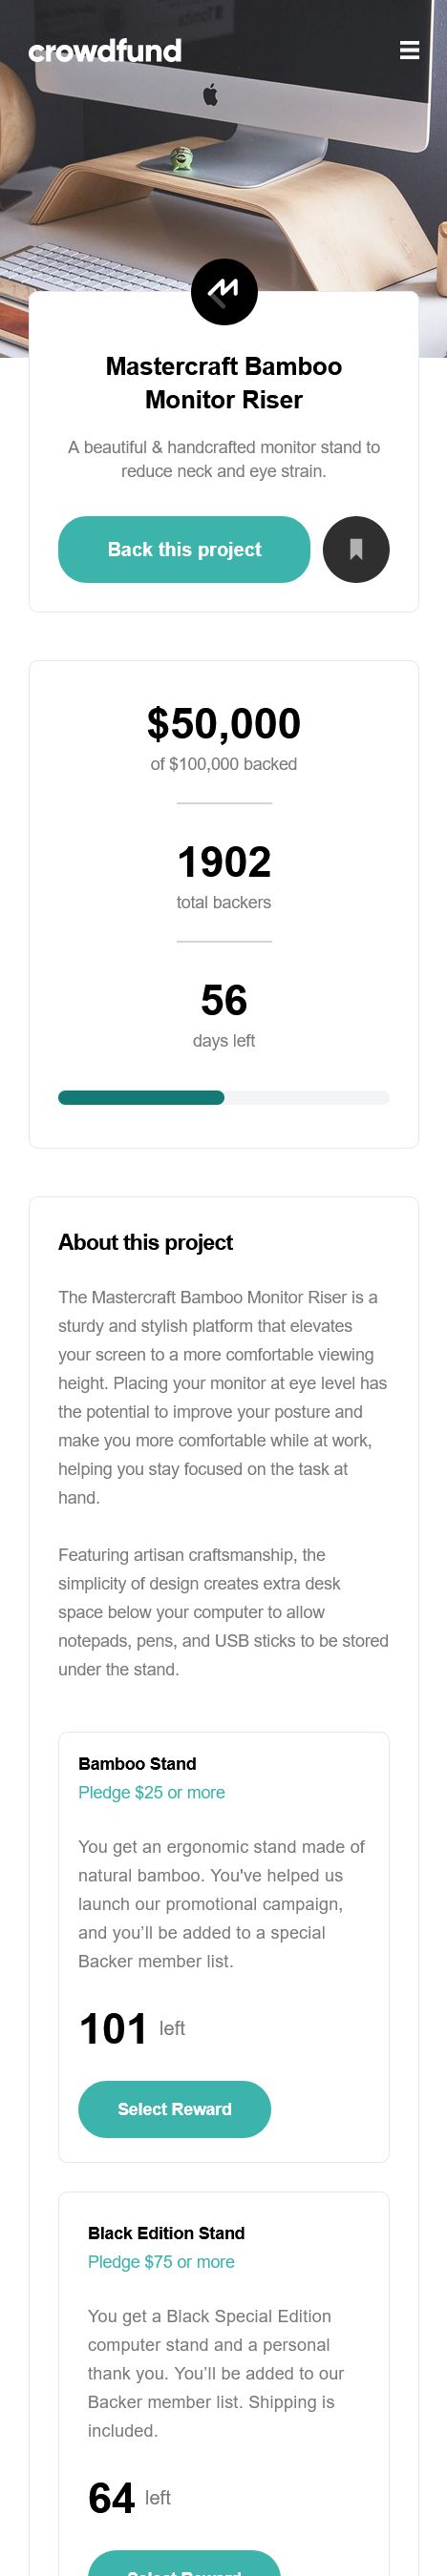 crowdfund
Mastercraft Bamboo
Monitor Riser
A beautiful & handcrafted monitor stand to
reduce neck and eye strain.
Back this project
$50,000
of $100,000 backed
1902
total backers
56
days left
About this project
The Mastercraft Bamboo Monitor Riser is a
sturdy and stylish platform that elevates
your screen to a more comfortable viewing
height. Placing your monitor at eye level has
the potential to improve your posture and
make you more comfortable while at work,
helping you stay focused on the task at
hand.
Featuring artisan craftsmanship, the
simplicity of design creates extra desk
space below your computer to allow
notepads, pens, and USB sticks to be stored
under the stand.
Bamboo Stand
Pledge $25 or more
You get an ergonomic stand made of
natural bamboo. You've helped us
launch our promotional campaign,
and you’ll be added to a special
Backer member list.
101 left
Select Reward
Black Edition Stand
Pledge $75 or more
You get a Black Special Edition
computer stand and a personal
thank you. You’ll be added to our
Backer member list. Shipping is
included.
64 left
Select Reward